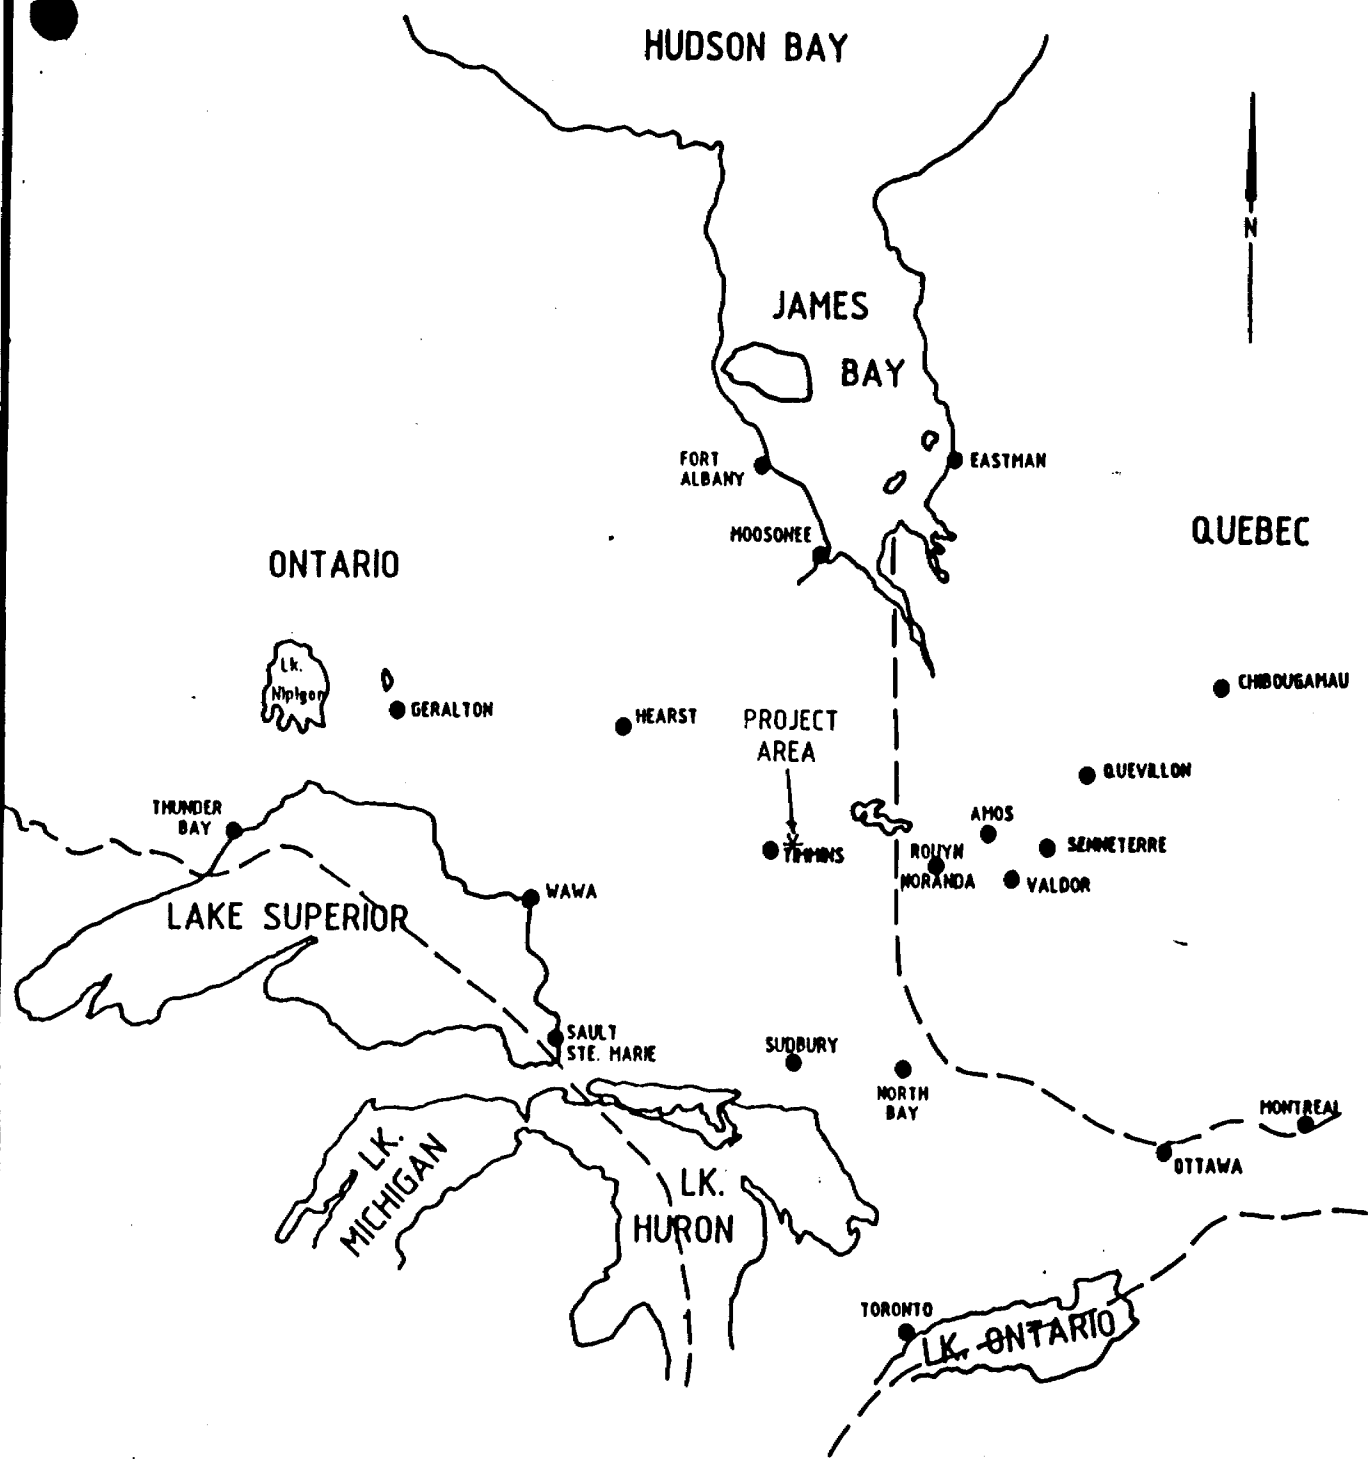 HUDSON BAY
N
JAMES
BAY
FORT
ALBANY
EASTMAN
MOOSONEE
QUEBEC
ONTARIO
Lk.
Nipigon
GERALTON
HEARST
PROJECT
AREA
CHIBOUGAMAU
QUEVILLON
THUNDER
BAY
AMOS
TIMMINS
ROUYN
NORANDA
SENNETERRE
VALDOR
WAWA
LAKE SUPERIOR
SAULT
STE. MARIE
SUDBURY
NORTH
BAY
MONTREAL
OTTAWA
LK.
MICHIGAN
LK.
HURON
TORONTO
LK. ONTARIO